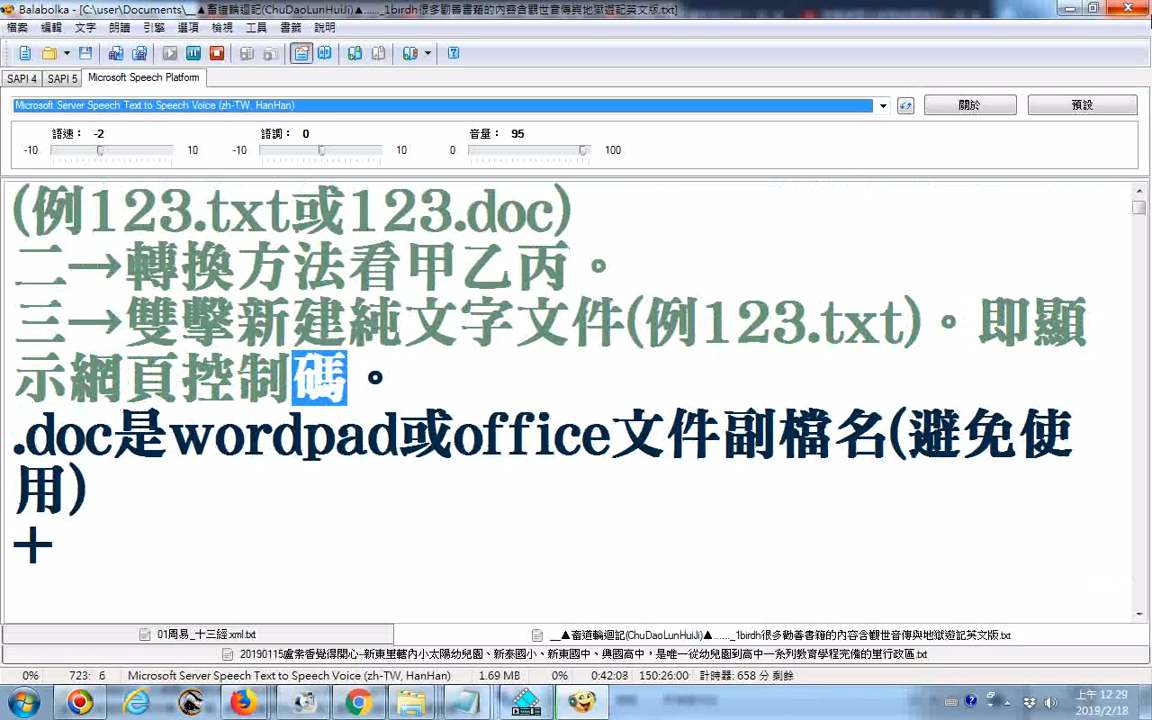 Balabolka - [C:\user\Documents\__▲畜道輪迴記(ChuDaoLunHuiJi)▲......_1birdh很多勸善書籍的內容含觀世音傳與地獄遊記英文版.txt]
檔案 編輯 文字 朗讀 引擎 選項 檢視 工具 書籤 說明
SAPI 4 SAPI 5 Microsoft Speech Platform
Microsoft Server Speech Text to Speech Voice (zh-TW, HanHan) 關於 預設
語速： -2 語調： 0 音量： 95
-10 10 -10 10 0 100
(例123.txt或123.doc)
二→轉換方法看甲乙丙。
三→雙擊新建純文字文件(例123.txt)。即顯
示網頁控制碼。
.doc是wordpad或office文件副檔名(避免使
用)
＋
01周易_十三經.xml.txt __▲畜道輪迴記(ChuDaoLunHuiJi)▲......_1birdh很多勸善書籍的內容含觀世音傳與地獄遊記英文版.txt
20190115盧素香覺得開心-新東里轄內小太陽幼兒園、新泰國小、新東國中、興國高中，是唯一從幼兒園到高中一系列教育學程完備的里行政區.txt
0% 723: 6 Microsoft Server Speech Text to Speech Voice (zh-TW, HanHan) 1.69 MB 0% 0:42:08 150:26:00 計時器: 658 分 剩餘
上午 12:29
2019/2/18